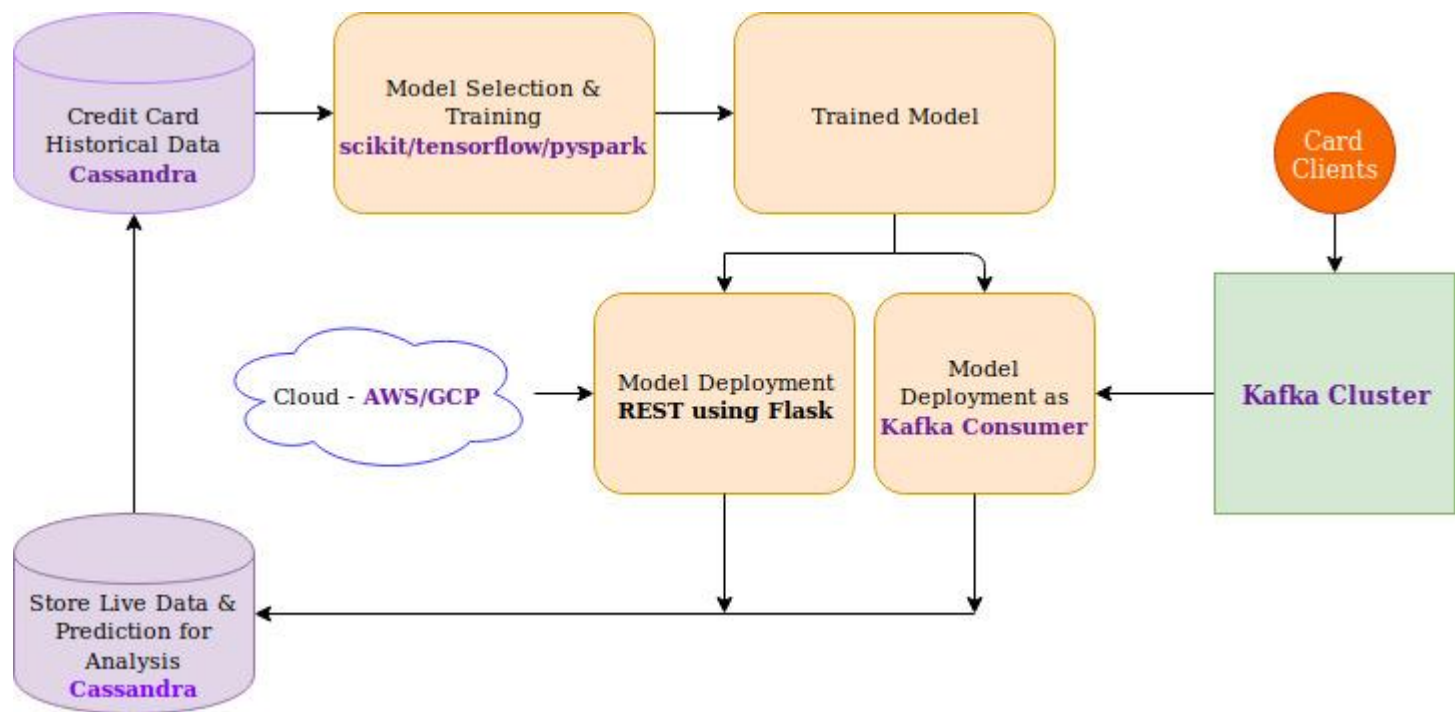 Credit Card
Historical Data
Cassandra
Model Selection &
Training
scikit/tensorflow/pyspark
Trained Model
Card
Clients
Cloud - AWS/GCP
Model Deployment
REST using Flask
Model
Deployment as
Kafka Consumer
Kafka Cluster
Store Live Data &
Prediction for
Analysis
Cassandra